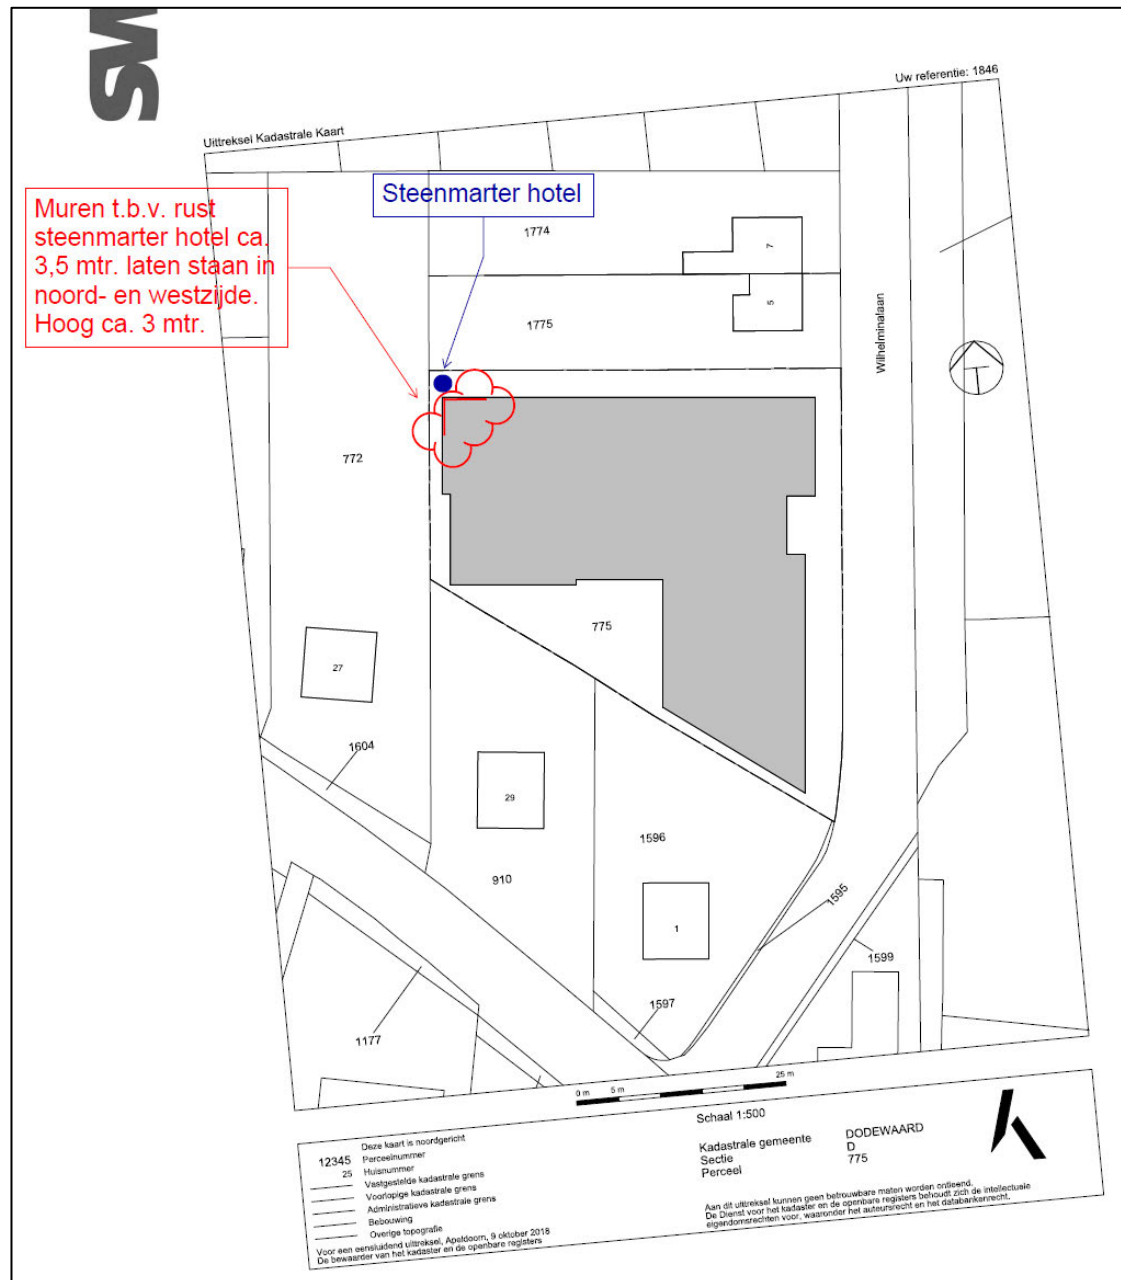 SW
Uw referentie: 1846
Uittreksel Kadastrale Kaart
Steenmarter hotel
Muren t.b.v. rust
steenmarter hotel ca.
3,5 mtr. laten staan in
noord- en westzijde.
Hoog ca. 3 mtr.
1774
7
5
1775
Wilhelminalaan
772
775
27
1604
29
1596
910
1
1595
1599
1597
1177
0 m 5 m 25 m
Schaal 1:500
Deze kaart is noordgericht
12345 Perceelnummer
25 Huisnummer
Vastgestelde kadastrale grens
Voorlopige kadastrale grens
Administratieve kadastrale grens
Bebouwing
Overige topografie
Voor een eensluidend uittreksel, Apeldoorn, 9 oktober 2018
De bewaarder van het kadaster en de openbare registers
Kadastrale gemeente DODEWAARD
Sectie D
Perceel 775
Aan dit uittreksel kunnen geen betrouwbare maten worden ontleend.
De Dienst voor het kadaster en de openbare registers behoudt zich de intellectuele
eigendomsrechten voor, waaronder het auteursrecht en het databankenrecht.